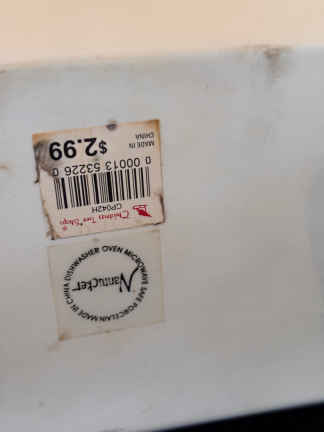 Christmas Tree Shops
CP042H
0 00013 53226 0
MADE IN
CHINA
$2.99
DISHWASHER OVEN MICROWAVE SAFE PORCELAIN MADE IN CHINA
Nantucket